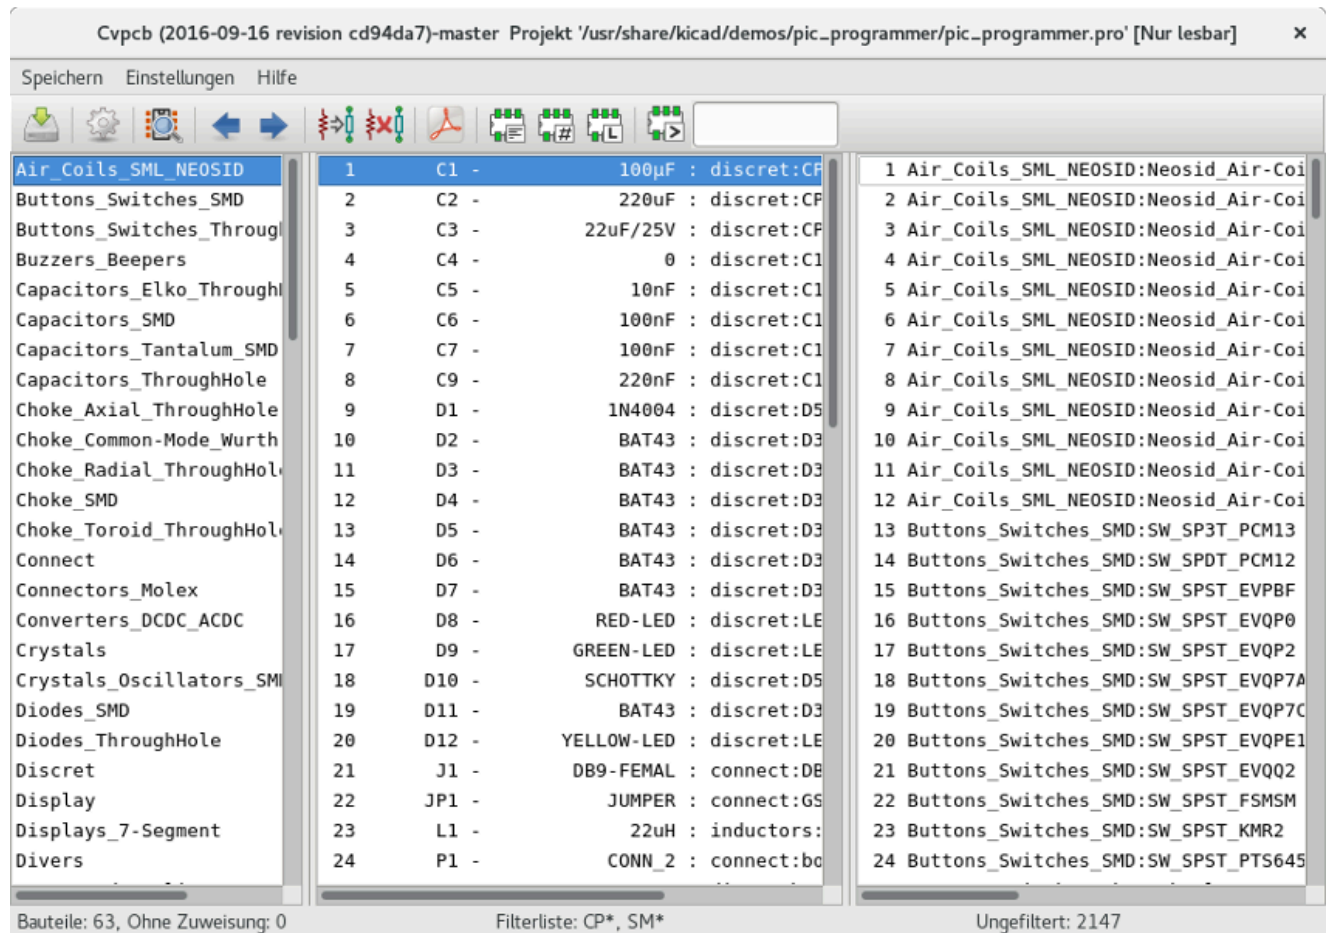 Cvpcb (2016-09-16 revision cd94da7)-master Projekt '/usr/share/kicad/demos/pic_programmer/pic_programmer.pro' [Nur lesbar]
Speichern Einstellungen Hilfe
Air_Coils_SML_NEOSID
Buttons_Switches_SMD
Buttons_Switches_Throug
Buzzers_Beepers
Capacitors_Elko_Through
Capacitors_SMD
Capacitors_Tantalum_SMD
Capacitors_ThroughHole
Choke_Axial_ThroughHole
Choke_Common-Mode_Wurth
Choke_Radial_ThroughHol
Choke_SMD
Choke_Toroid_ThroughHol
Connect
Connectors_Molex
Converters_DCDC_ACDC
Crystals
Crystals_Oscillators_SM
Diodes_SMD
Diodes_ThroughHole
Discret
Display
Displays_7-Segment
Divers
1 C1 - 100µF : discret:CP
2 C2 - 220uF : discret:CP
3 C3 - 22uF/25V : discret:CP
4 C4 - 0 : discret:C1
5 C5 - 10nF : discret:C1
6 C6 - 100nF : discret:C1
7 C7 - 100nF : discret:C1
8 C9 - 220nF : discret:C1
9 D1 - 1N4004 : discret:D5
10 D2 - BAT43 : discret:D3
11 D3 - BAT43 : discret:D3
12 D4 - BAT43 : discret:D3
13 D5 - BAT43 : discret:D3
14 D6 - BAT43 : discret:D3
15 D7 - BAT43 : discret:D3
16 D8 - RED-LED : discret:LE
17 D9 - GREEN-LED : discret:LE
18 D10 - SCHOTTKY : discret:D5
19 D11 - BAT43 : discret:D3
20 D12 - YELLOW-LED : discret:LE
21 J1 - DB9-FEMAL : connect:DB
22 JP1 - JUMPER : connect:GS
23 L1 - 22uH : inductors:
24 P1 - CONN_2 : connect:bo
1 Air_Coils_SML_NEOSID:Neosid_Air-Coi
2 Air_Coils_SML_NEOSID:Neosid_Air-Coi
3 Air_Coils_SML_NEOSID:Neosid_Air-Coi
4 Air_Coils_SML_NEOSID:Neosid_Air-Coi
5 Air_Coils_SML_NEOSID:Neosid_Air-Coi
6 Air_Coils_SML_NEOSID:Neosid_Air-Coi
7 Air_Coils_SML_NEOSID:Neosid_Air-Coi
8 Air_Coils_SML_NEOSID:Neosid_Air-Coi
9 Air_Coils_SML_NEOSID:Neosid_Air-Coi
10 Air_Coils_SML_NEOSID:Neosid_Air-Coi
11 Air_Coils_SML_NEOSID:Neosid_Air-Coi
12 Air_Coils_SML_NEOSID:Neosid_Air-Coi
13 Buttons_Switches_SMD:SW_SP3T_PCM13
14 Buttons_Switches_SMD:SW_SPDT_PCM12
15 Buttons_Switches_SMD:SW_SPST_EVPBF
16 Buttons_Switches_SMD:SW_SPST_EVQP0
17 Buttons_Switches_SMD:SW_SPST_EVQP2
18 Buttons_Switches_SMD:SW_SPST_EVQP7A
19 Buttons_Switches_SMD:SW_SPST_EVQP7C
20 Buttons_Switches_SMD:SW_SPST_EVQPE1
21 Buttons_Switches_SMD:SW_SPST_EVQQ2
22 Buttons_Switches_SMD:SW_SPST_FSMSM
23 Buttons_Switches_SMD:SW_SPST_KMR2
24 Buttons_Switches_SMD:SW_SPST_PTS645
Bauteile: 63, Ohne Zuweisung: 0
Filterliste: CP*, SM*
Ungefiltert: 2147